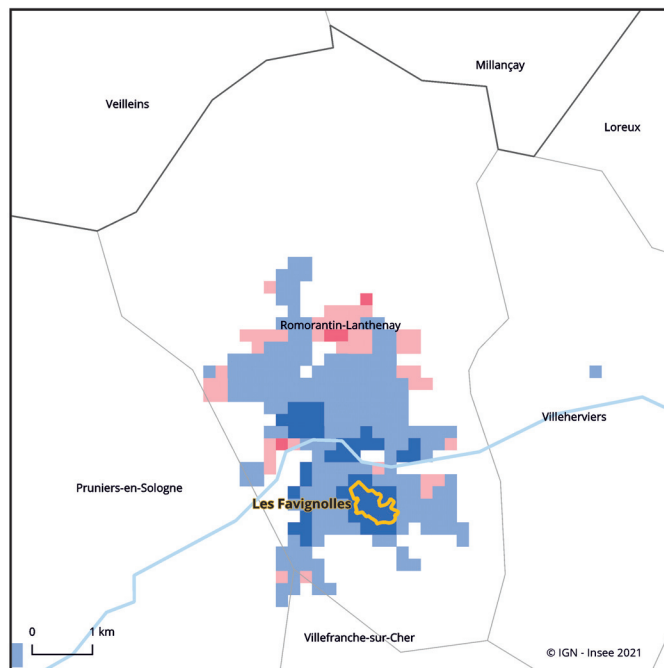 Millançay
Veilleins
Loreux
Romorantin-Lanthenay
Villeherviers
Pruniers-en-Sologne
Les Favignolles
0 1 km
Villefranche-sur-Cher
© IGN - Insee 2021